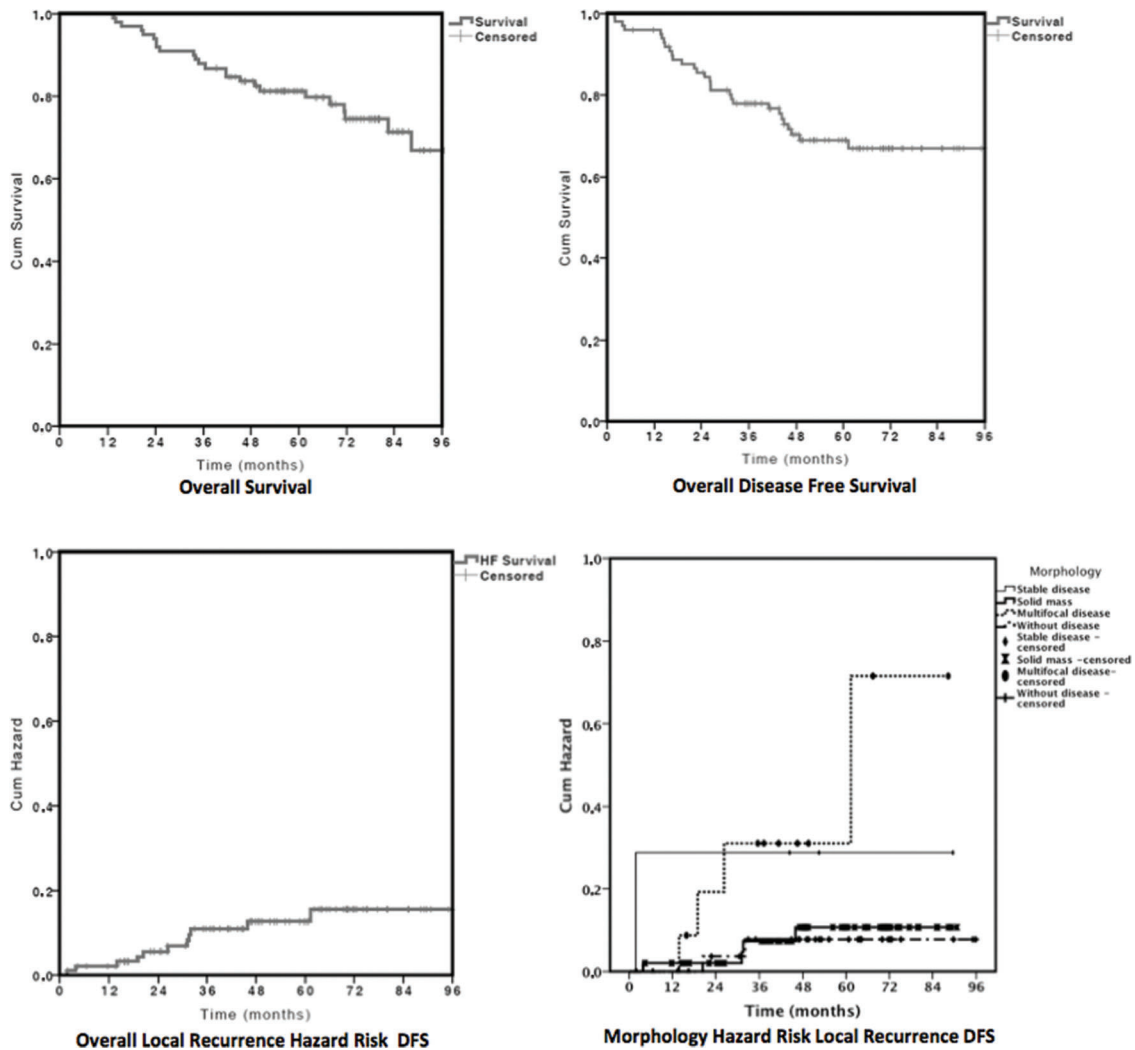 Survival
Censored
1.0
0.8
0.6
0.4
0.2
0.0
Cum Survival
0 12 24 36 48 60 72 84 96
Time (months)
Overall Survival
Survival
Censored
1.0
0.8
0.6
0.4
0.2
0.0
Cum Survival
0 12 24 36 48 60 72 84 96
Time (months)
Overall Disease Free Survival
HF Survival
Censored
1.0
0.8
0.6
0.4
0.2
0.0
Cum Hazard
0 12 24 36 48 60 72 84 96
Time (months)
Overall Local Recurrence Hazard Risk DFS
Morphology
Stable disease
Solid mass
Multifocal disease
Without disease
Stable disease -
censored
Solid mass -censored
Multifocal disease-
censored
Without disease -
censored
1.0
0.8
0.6
0.4
0.2
0.0
Cum Hazard
0 12 24 36 48 60 72 84 96
Time (months)
Morphology Hazard Risk Local Recurrence DFS